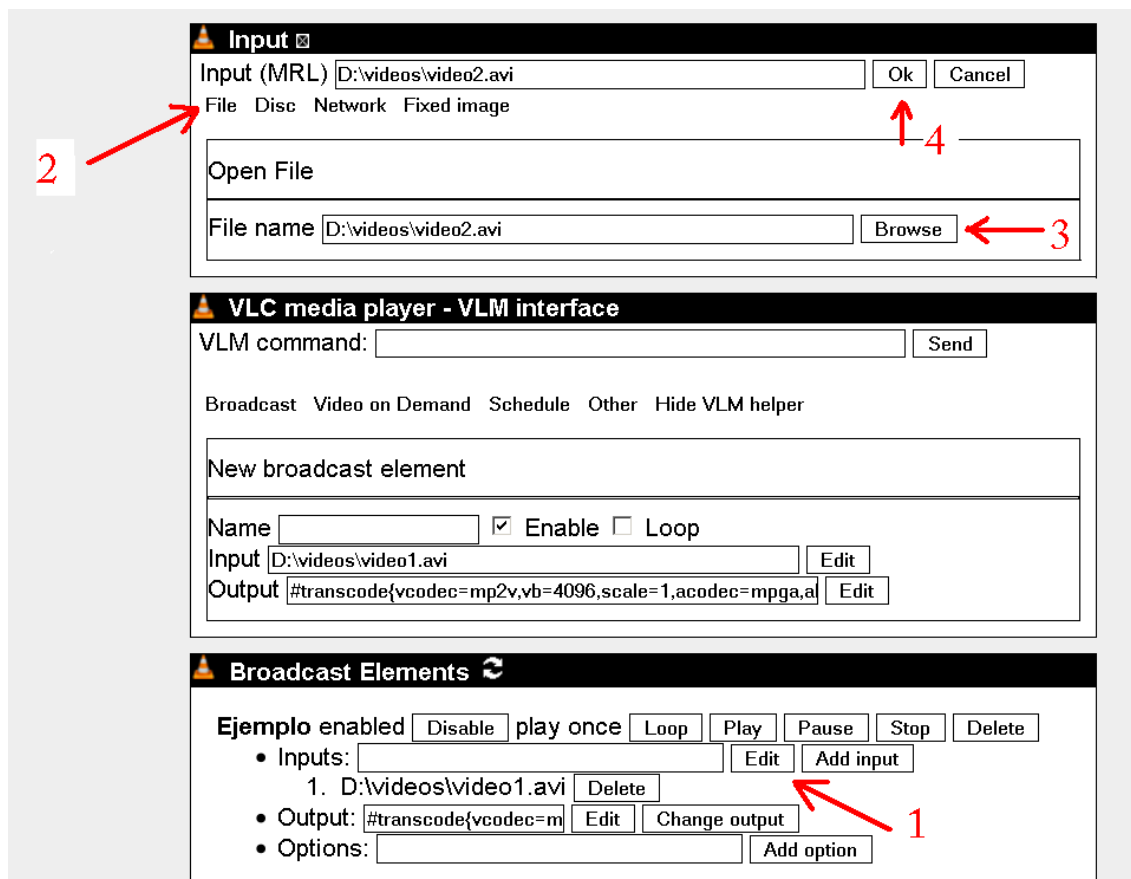 Input
Input (MRL) D:\videos\video2.avi Ok Cancel
File Disc Network Fixed image
2
4
Open File
File name D:\videos\video2.avi Browse
3
VLC media player - VLM interface
VLM command: Send
Broadcast Video on Demand Schedule Other Hide VLM helper
New broadcast element
Name Enable Loop
Input D:\videos\video1.avi Edit
Output #transcode{vcodec=mp2v,vb=4096,scale=1,acodec=mpga,al Edit
Broadcast Elements
Ejemplo enabled Disable play once Loop Play Pause Stop Delete
• Inputs: Edit Add input
1. D:\videos\video1.avi Delete
1
• Output: #transcode{vcodec=m Edit Change output
• Options: Add option